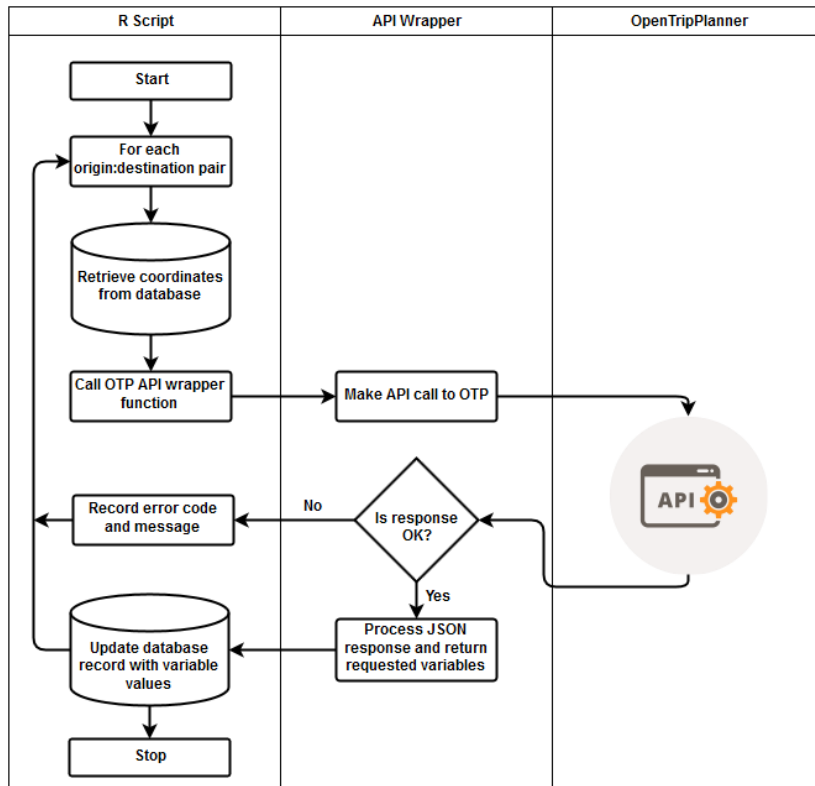 R Script
API Wrapper
OpenTripPlanner
Start
For each
origin:destination pair
Retrieve coordinates
from database
Call OTP API wrapper
function
Make API call to OTP
API
Record error code
and message
No
Is response
OK?
Yes
Process JSON
response and return
requested variables
Update database
record with variable
values
Stop